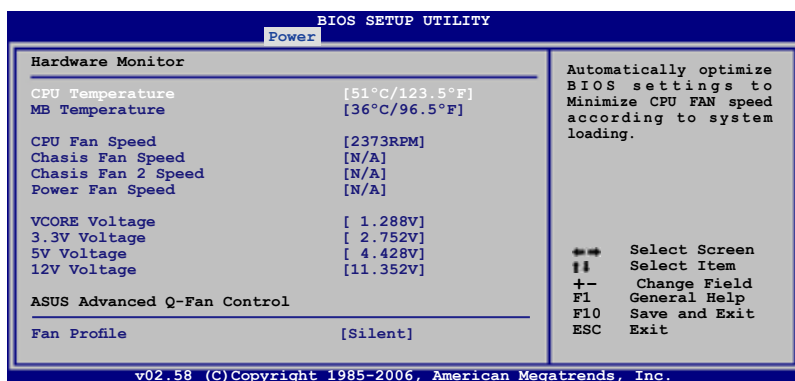 BIOS SETUP UTILITY
Power
Hardware Monitor
CPU Temperature [51°C/123.5°F]
MB Temperature [36°C/96.5°F]
CPU Fan Speed [2373RPM]
Chasis Fan Speed [N/A]
Chasis Fan 2 Speed [N/A]
Power Fan Speed [N/A]
VCORE Voltage [ 1.288V]
3.3V Voltage [ 2.752V]
5V Voltage [ 4.428V]
12V Voltage [11.352V]
ASUS Advanced Q-Fan Control
Fan Profile [Silent]
Automatically optimize
BIOS settings to
Minimize CPU FAN speed
according to system
loading.
←→ Select Screen
↑↓ Select Item
+- Change Field
F1 General Help
F10 Save and Exit
ESC Exit
v02.58 (C)Copyright 1985-2006, American Megatrends, Inc.